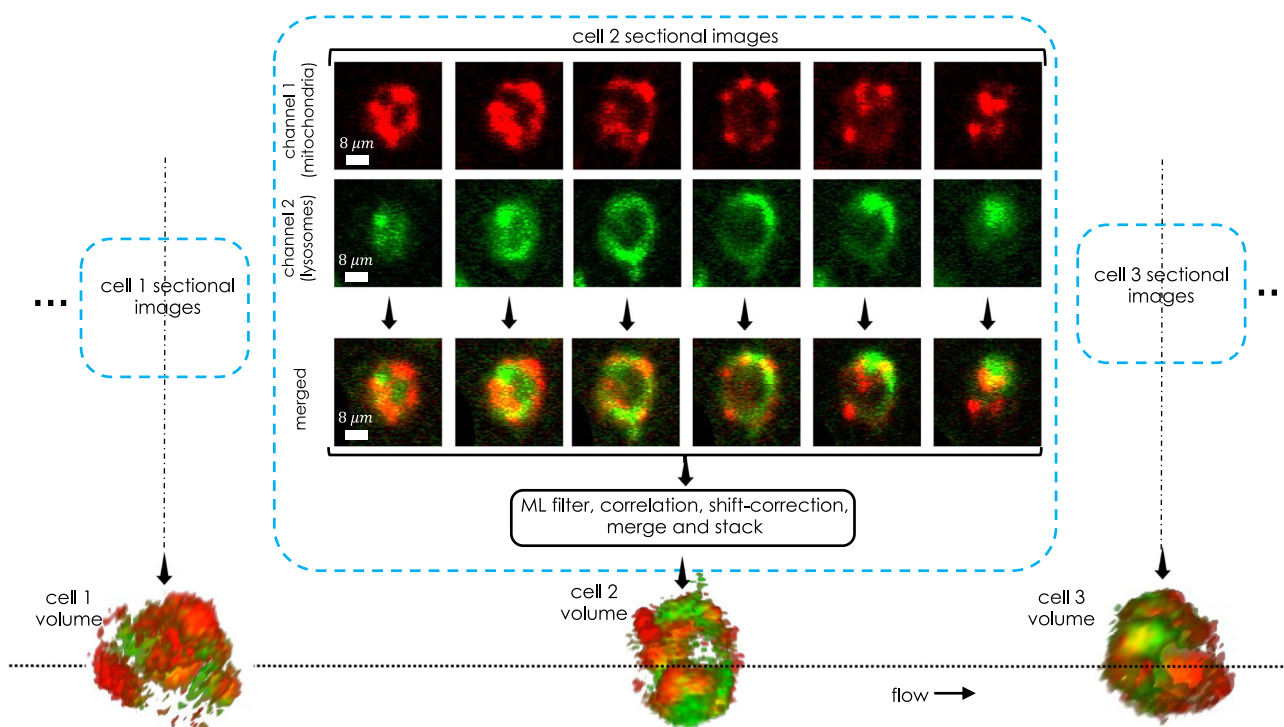 cell 2 sectional images
channel 1
(mitochondria)
8 μm
channel 2
(lysosomes)
8 μm
cell 1 sectional
images
...
cell 3 sectional
images
..
merged
8 μm
ML filter, correlation, shift-correction,
merge and stack
cell 1
volume
cell 2
volume
cell 3
volume
flow